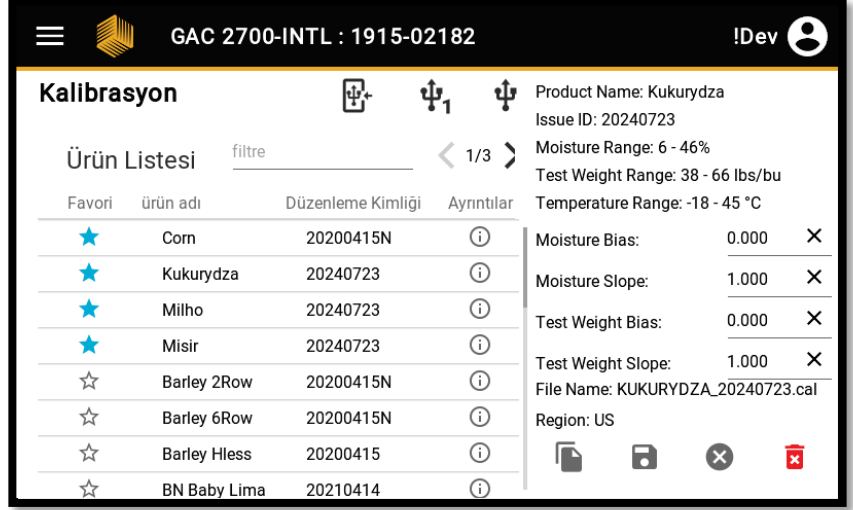 GAC 2700-INTL : 1915-02182
!Dev
Kalibrasyon
1
Ürün Listesi
filtre
1/3
Favori ürün adı Düzenleme Kimliği Ayrıntılar
Corn 20200415N
Kukurydza 20240723
Milho 20240723
Misir 20240723
Barley 2Row 20200415N
Barley 6Row 20200415N
Barley Hless 20200415
BN Baby Lima 20210414
Product Name: Kukurydza
Issue ID: 20240723
Moisture Range: 6 - 46%
Test Weight Range: 38 - 66 lbs/bu
Temperature Range: -18 - 45 °C
Moisture Bias: 0.000
Moisture Slope: 1.000
Test Weight Bias: 0.000
Test Weight Slope: 1.000
File Name: KUKURYDZA_20240723.cal
Region: US